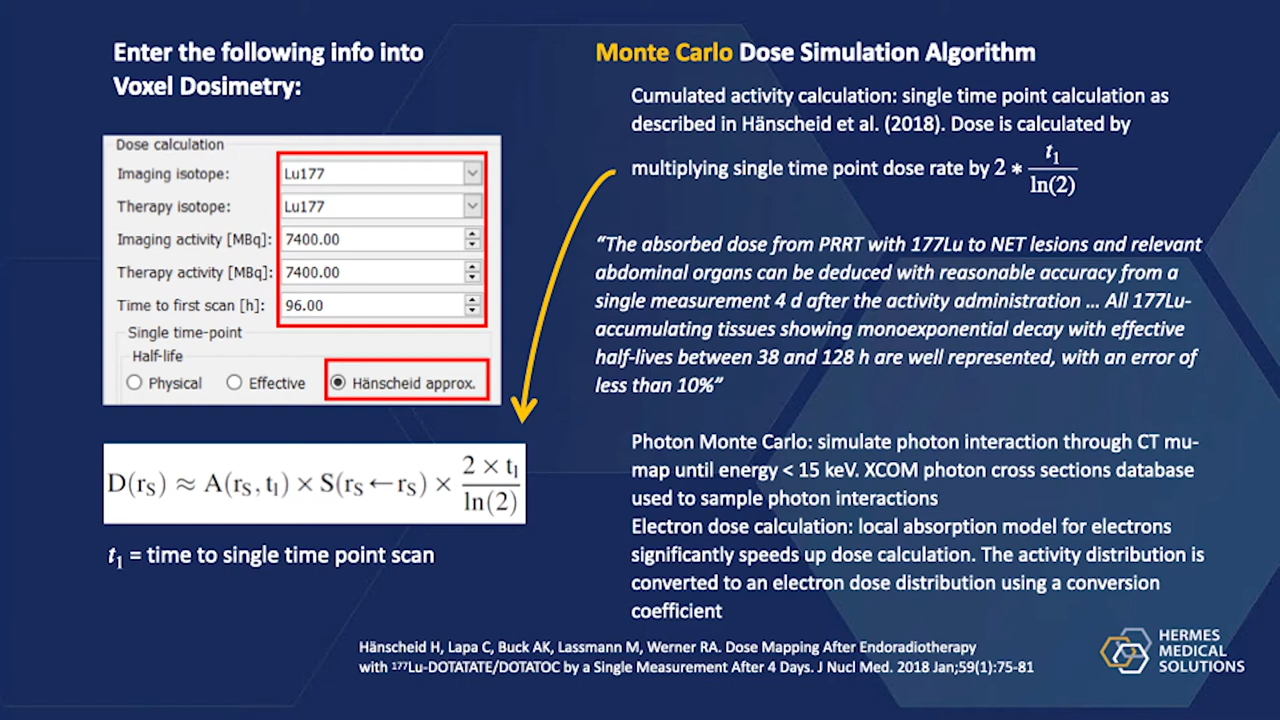 Enter the following info into
Voxel Dosimetry:
Dose calculation
Imaging isotope: Lu177
Therapy isotope: Lu177
Imaging activity [MBq]: 7400.00
Therapy activity [MBq]: 7400.00
Time to first scan [h]: 96.00
Single time-point
Half-life
Physical Effective Hänscheid approx.
D(rS) ≈ A(rS, t1) × S(rS ← rS) × (2 × t1)/ln(2)
t1 = time to single time point scan
Monte Carlo Dose Simulation Algorithm
Cumulated activity calculation: single time point calculation as
described in Hänscheid et al. (2018). Dose is calculated by
multiplying single time point dose rate by 2 * t1/ln(2)
“The absorbed dose from PRRT with 177Lu to NET lesions and relevant
abdominal organs can be deduced with reasonable accuracy from a
single measurement 4 d after the activity administration … All 177Lu-
accumulating tissues showing monoexponential decay with effective
half-lives between 38 and 128 h are well represented, with an error of
less than 10%”
Photon Monte Carlo: simulate photon interaction through CT mu-
map until energy < 15 keV. XCOM photon cross sections database
used to sample photon interactions
Electron dose calculation: local absorption model for electrons
significantly speeds up dose calculation. The activity distribution is
converted to an electron dose distribution using a conversion
coefficient
Hänscheid H, Lapa C, Buck AK, Lassmann M, Werner RA. Dose Mapping After Endoradiotherapy
with ¹⁷⁷Lu-DOTATATE/DOTATOC by a Single Measurement After 4 Days. J Nucl Med. 2018 Jan;59(1):75-81
HERMES
MEDICAL
SOLUTIONS